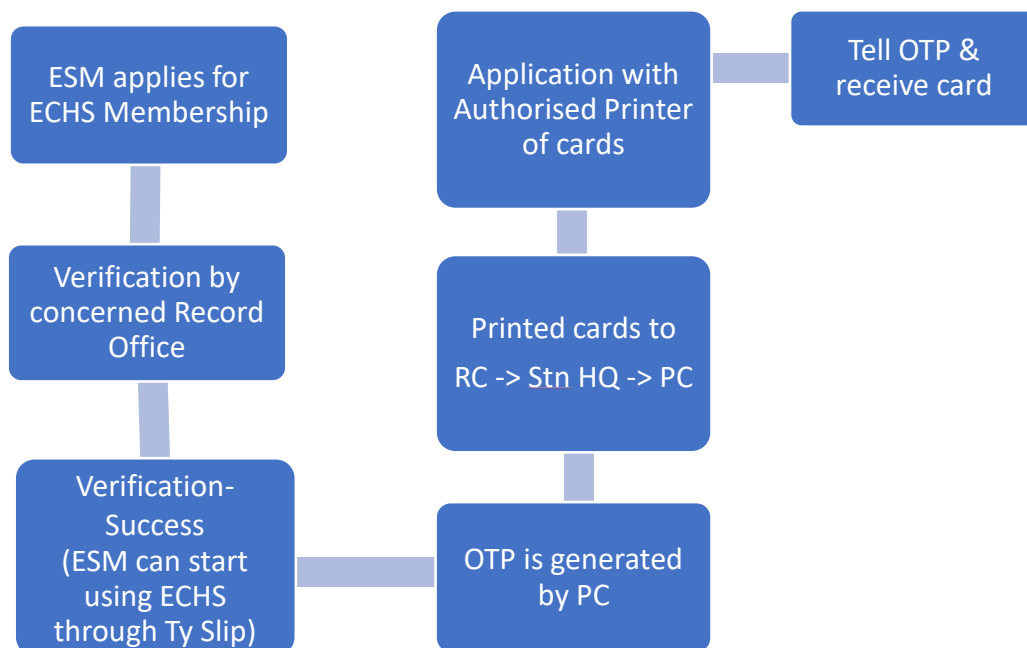 ESM applies for
ECHS Membership
Verification by
concerned Record
Office
Verification-
Success
(ESM can start
using ECHS
through Ty Slip)
OTP is generated
by PC
Printed cards to
RC -> Stn HQ -> PC
Application with
Authorised Printer
of cards
Tell OTP &
receive card